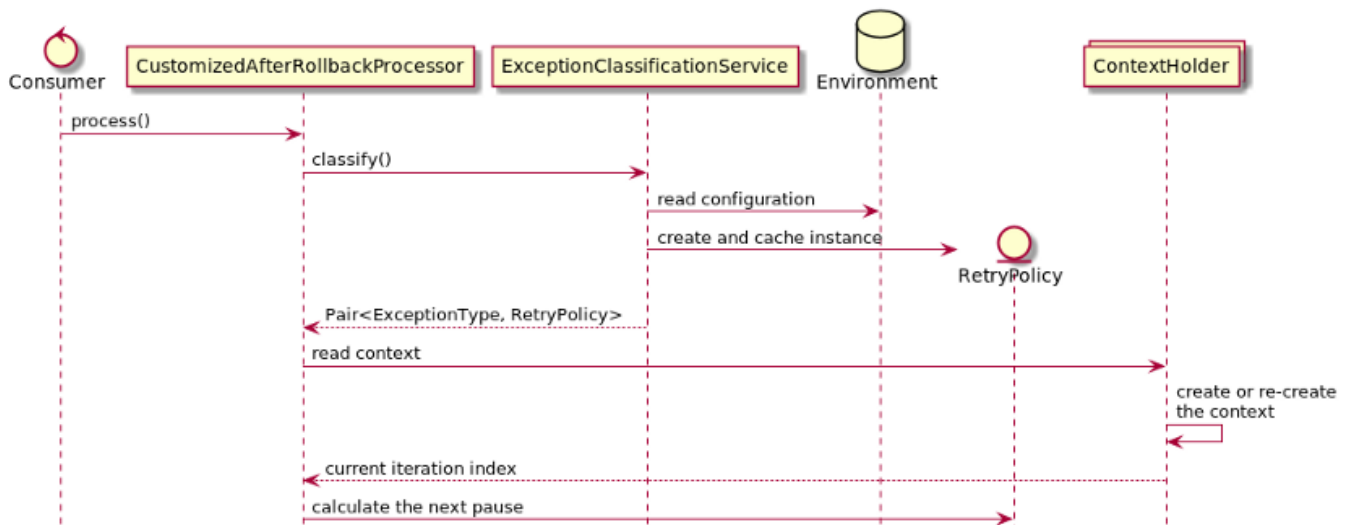 Consumer
CustomizedAfterRollbackProcessor
ExceptionClassificationService
Environment
ContextHolder
process()
classify()
read configuration
create and cache instance
RetryPolicy
Pair<ExceptionType, RetryPolicy>
read context
create or re-create
the context
current iteration index
calculate the next pause